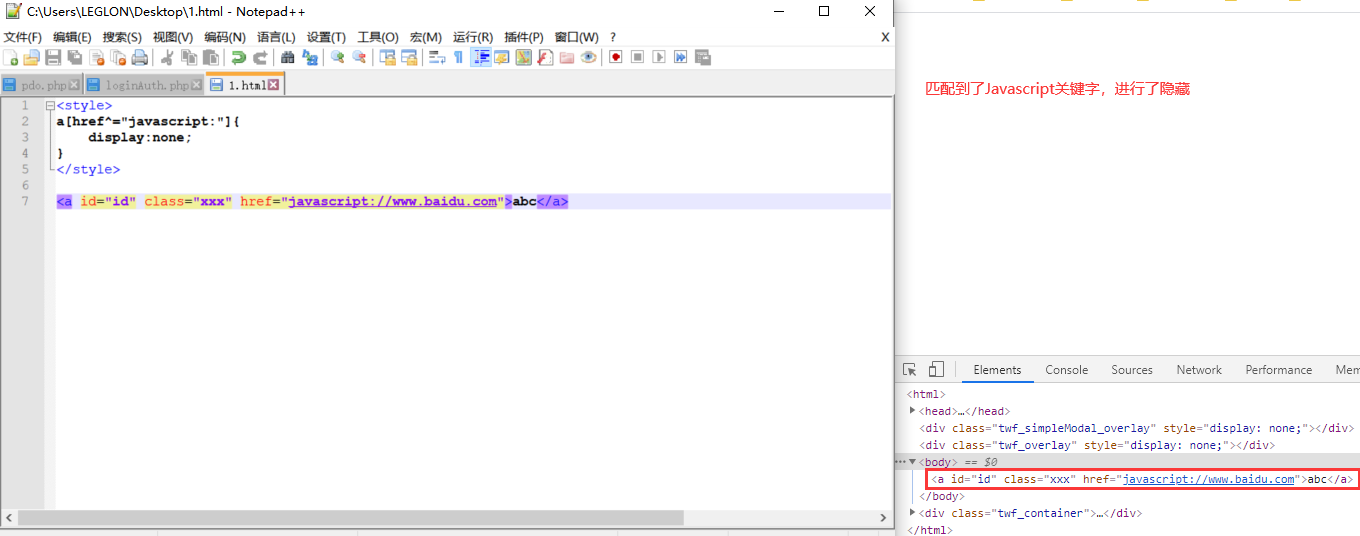 C:\Users\LEGLON\Desktop\1.html - Notepad++
文件(F) 编辑(E) 搜索(S) 视图(V) 编码(N) 语言(L) 设置(T) 工具(O) 宏(M) 运行(R) 插件(P) 窗口(W) ? X
pdo.php loginAuth.php 1.html
1 <style>
2 a[href^="javascript:"]{
3 display:none;
4 }
5 </style>
6
7 <a id="id" class="xxx" href="javascript://www.baidu.com">abc</a>
匹配到了Javascript关键字，进行了隐藏
Elements Console Sources Network Performance Mem
<html>
<head>…</head>
<div class="twf_simpleModal_overlay" style="display: none;"></div>
<div class="twf_overlay" style="display: none;"></div>
<body> == $0
<a id="id" class="xxx" href="javascript://www.baidu.com">abc</a>
</body>
<div class="twf_container">…</div>
</html>